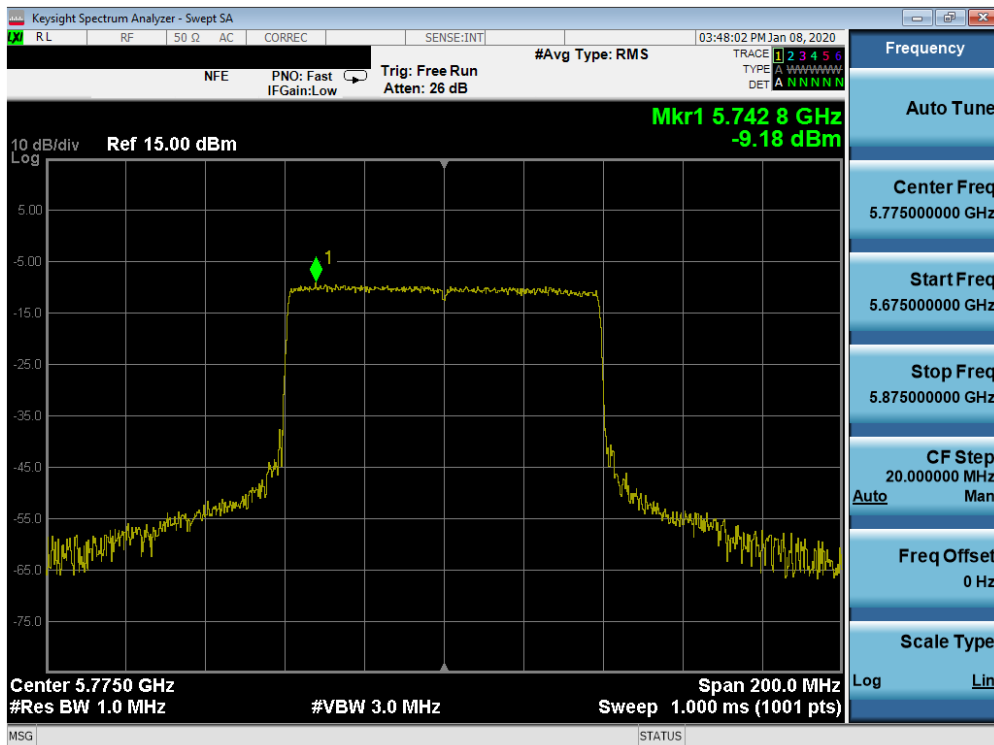 Keysight Spectrum Analyzer - Swept SA
LXI RL RF 50 Ω AC CORREC SENSE:INT 03:48:02 PM Jan 08, 2020
#Avg Type: RMS
TRACE 1 2 3 4 5 6
TYPE A WWWWW
DET A N N N N N
NFE
PNO: Fast
IFGain:Low
Trig: Free Run
Atten: 26 dB
Mkr1 5.742 8 GHz
-9.18 dBm
10 dB/div
Log
Ref 15.00 dBm
5.00
-5.00
-15.0
-25.0
-35.0
-45.0
-55.0
-65.0
-75.0
1
Center 5.7750 GHz
Span 200.0 MHz
#Res BW 1.0 MHz
#VBW 3.0 MHz
Sweep 1.000 ms (1001 pts)
MSG
STATUS
Frequency
Auto Tune
Center Freq
5.775000000 GHz
Start Freq
5.675000000 GHz
Stop Freq
5.875000000 GHz
CF Step
20.000000 MHz
Auto Man
Freq Offset
0 Hz
Scale Type
Log Lin